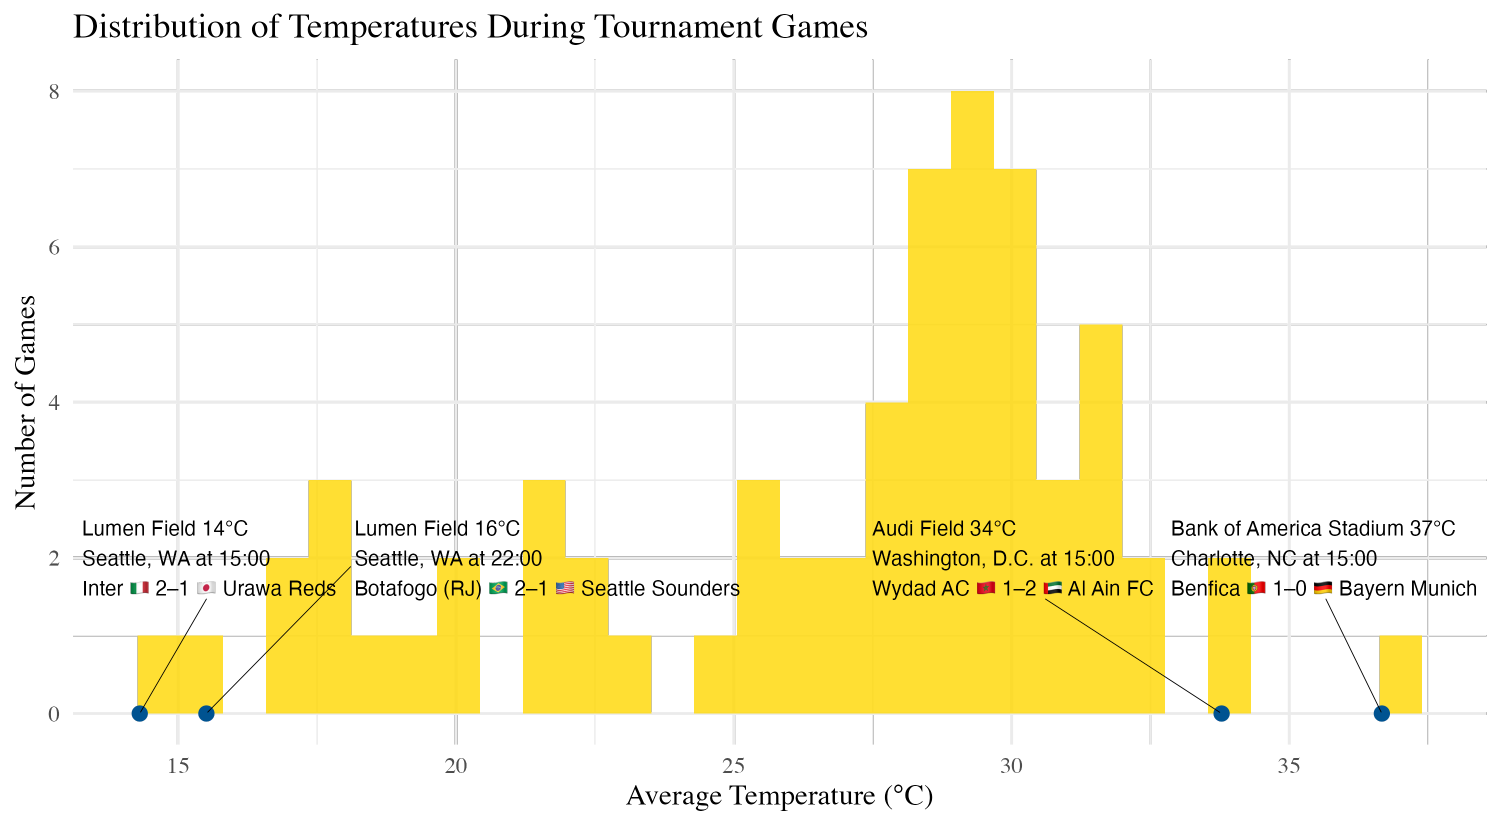 Distribution of Temperatures During Tournament Games
Number of Games
8
6
4
2
0
Lumen Field 14°C
Seattle, WA at 15:00
Inter 🇮🇹 2–1 🇯🇵 Urawa Reds
Lumen Field 16°C
Seattle, WA at 22:00
Botafogo (RJ) 🇧🇷 2–1 🇺🇸 Seattle Sounders
Audi Field 34°C
Washington, D.C. at 15:00
Wydad AC 🇲🇦 1–2 🇦🇪 Al Ain FC
Bank of America Stadium 37°C
Charlotte, NC at 15:00
Benfica 🇵🇹 1–0 🇩🇪 Bayern Munich
15 20 25 30 35
Average Temperature (°C)